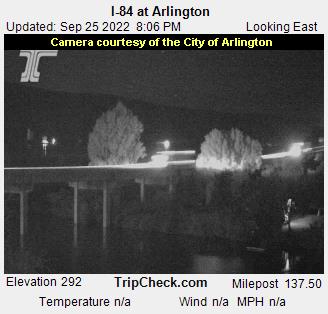 I-84 at Arlington
Updated: Sep 25 2022 8:06 PM Looking East
Camera courtesy of the City of Arlington
Elevation 292 TripCheck.com Milepost 137.50
Temperature n/a Wind n/a MPH n/a